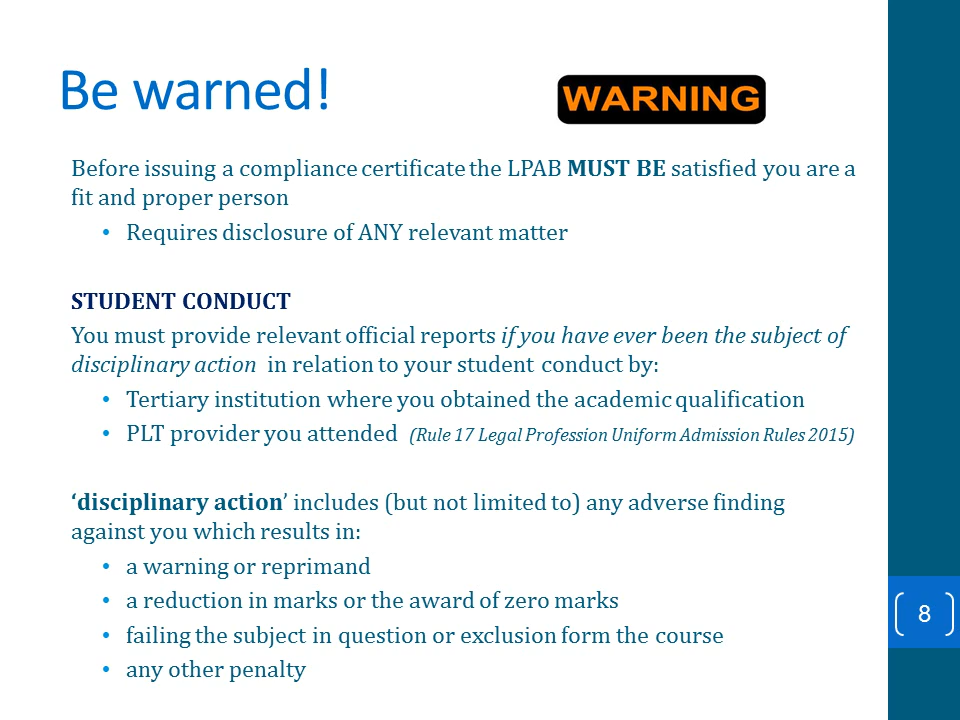 Be warned!
WARNING
Before issuing a compliance certificate the LPAB MUST BE satisfied you are a
fit and proper person
• Requires disclosure of ANY relevant matter
STUDENT CONDUCT
You must provide relevant official reports if you have ever been the subject of
disciplinary action in relation to your student conduct by:
• Tertiary institution where you obtained the academic qualification
• PLT provider you attended (Rule 17 Legal Profession Uniform Admission Rules 2015)
‘disciplinary action’ includes (but not limited to) any adverse finding
against you which results in:
• a warning or reprimand
• a reduction in marks or the award of zero marks
• failing the subject in question or exclusion form the course
• any other penalty
8